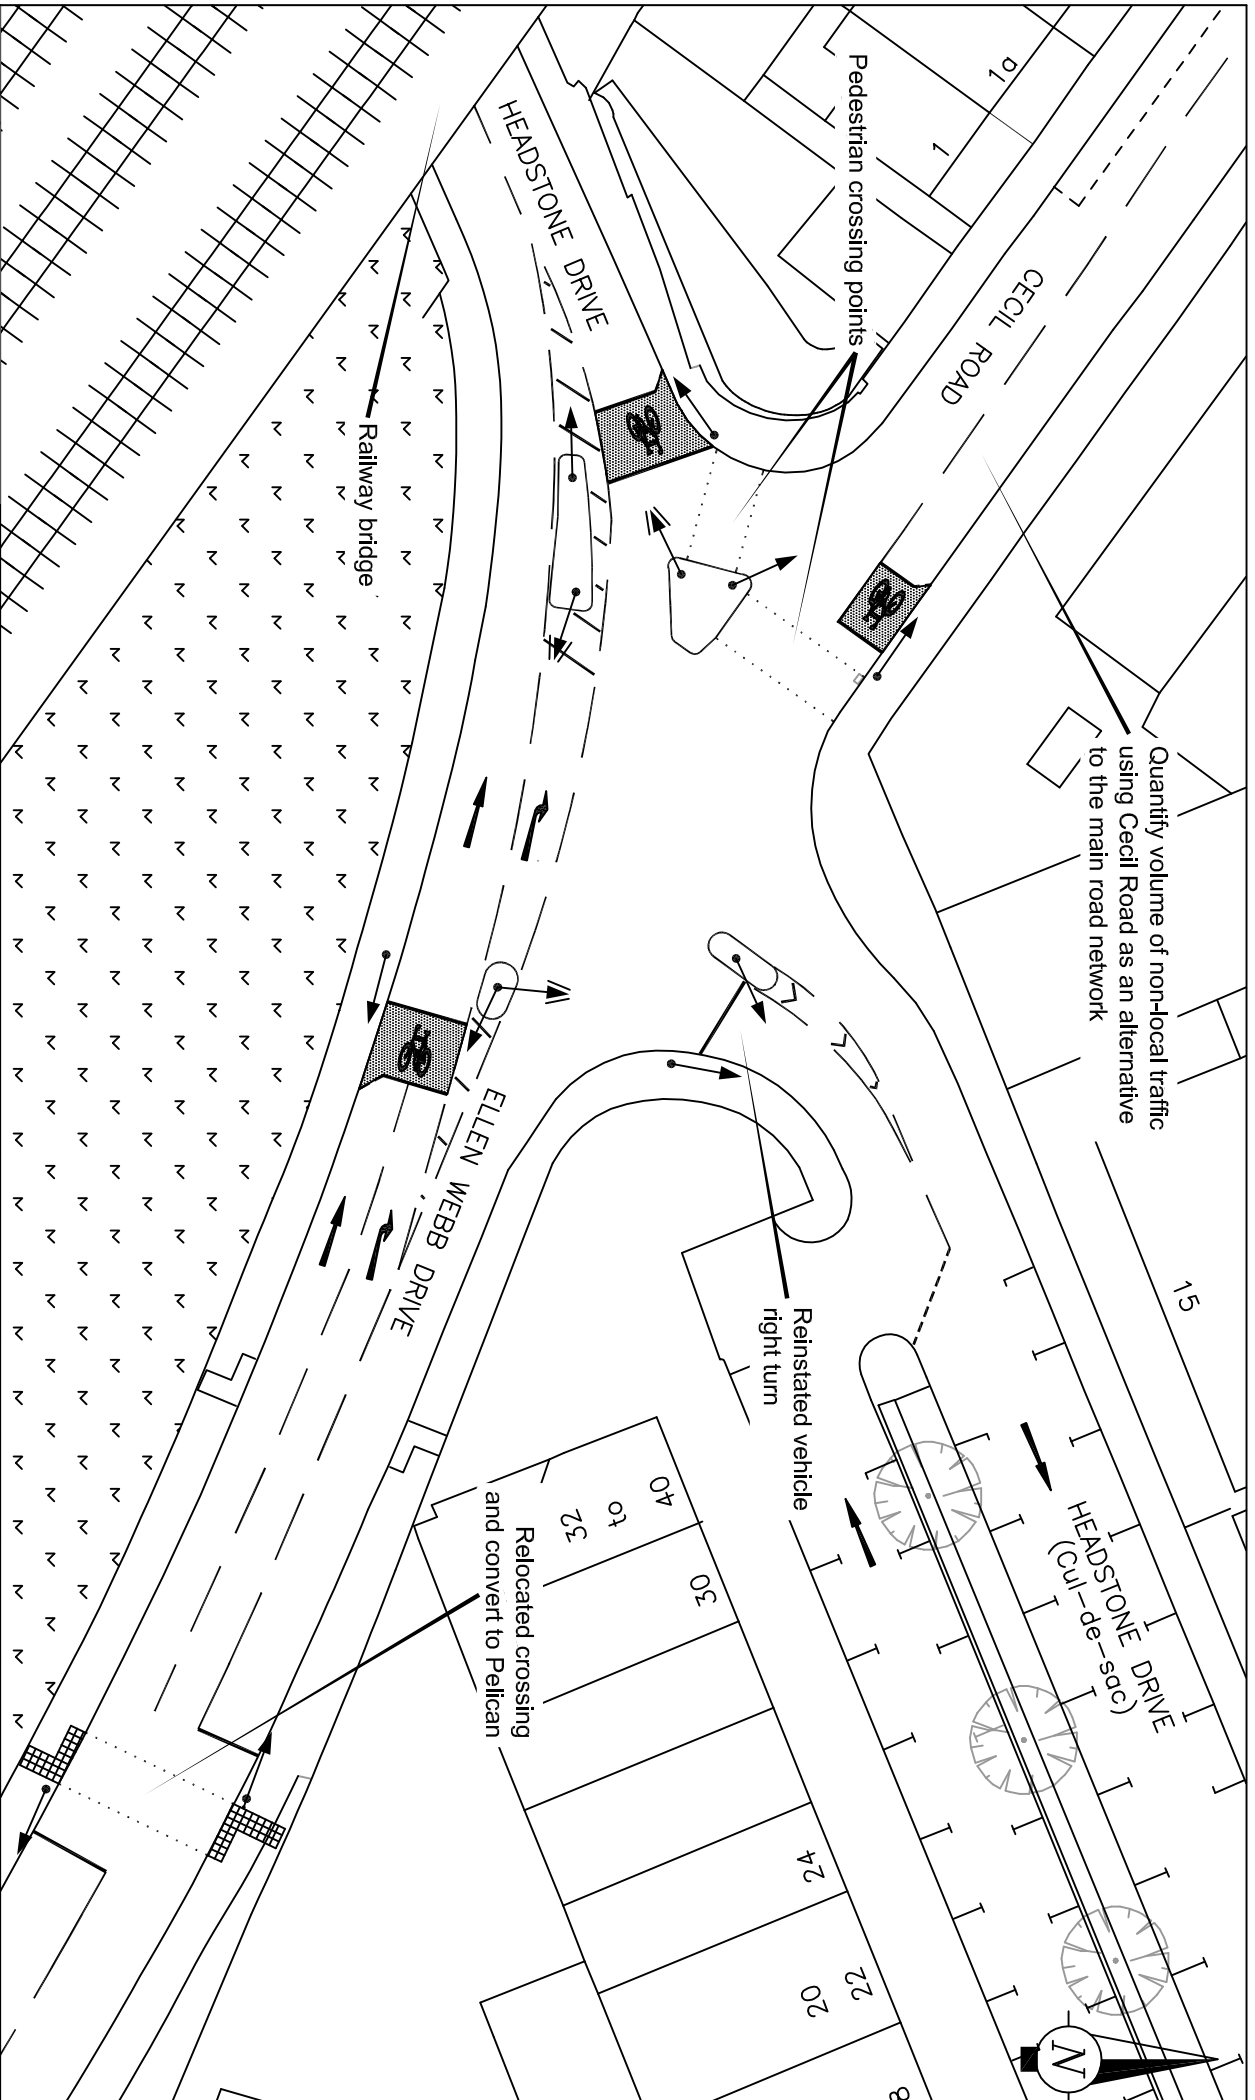 1a
1
CECIL ROAD
HEADSTONE DRIVE
Pedestrian crossing points
Railway bridge
Quantify volume of non-local traffic
using Cecil Road as an alternative
to the main road network
ELLEN WEBB DRIVE
15
Reinstated vehicle
right turn
HEADSTONE DRIVE
(Cul-de-sac)
40
to
32
30
Relocated crossing
and convert to Pelican
24
22
20
N